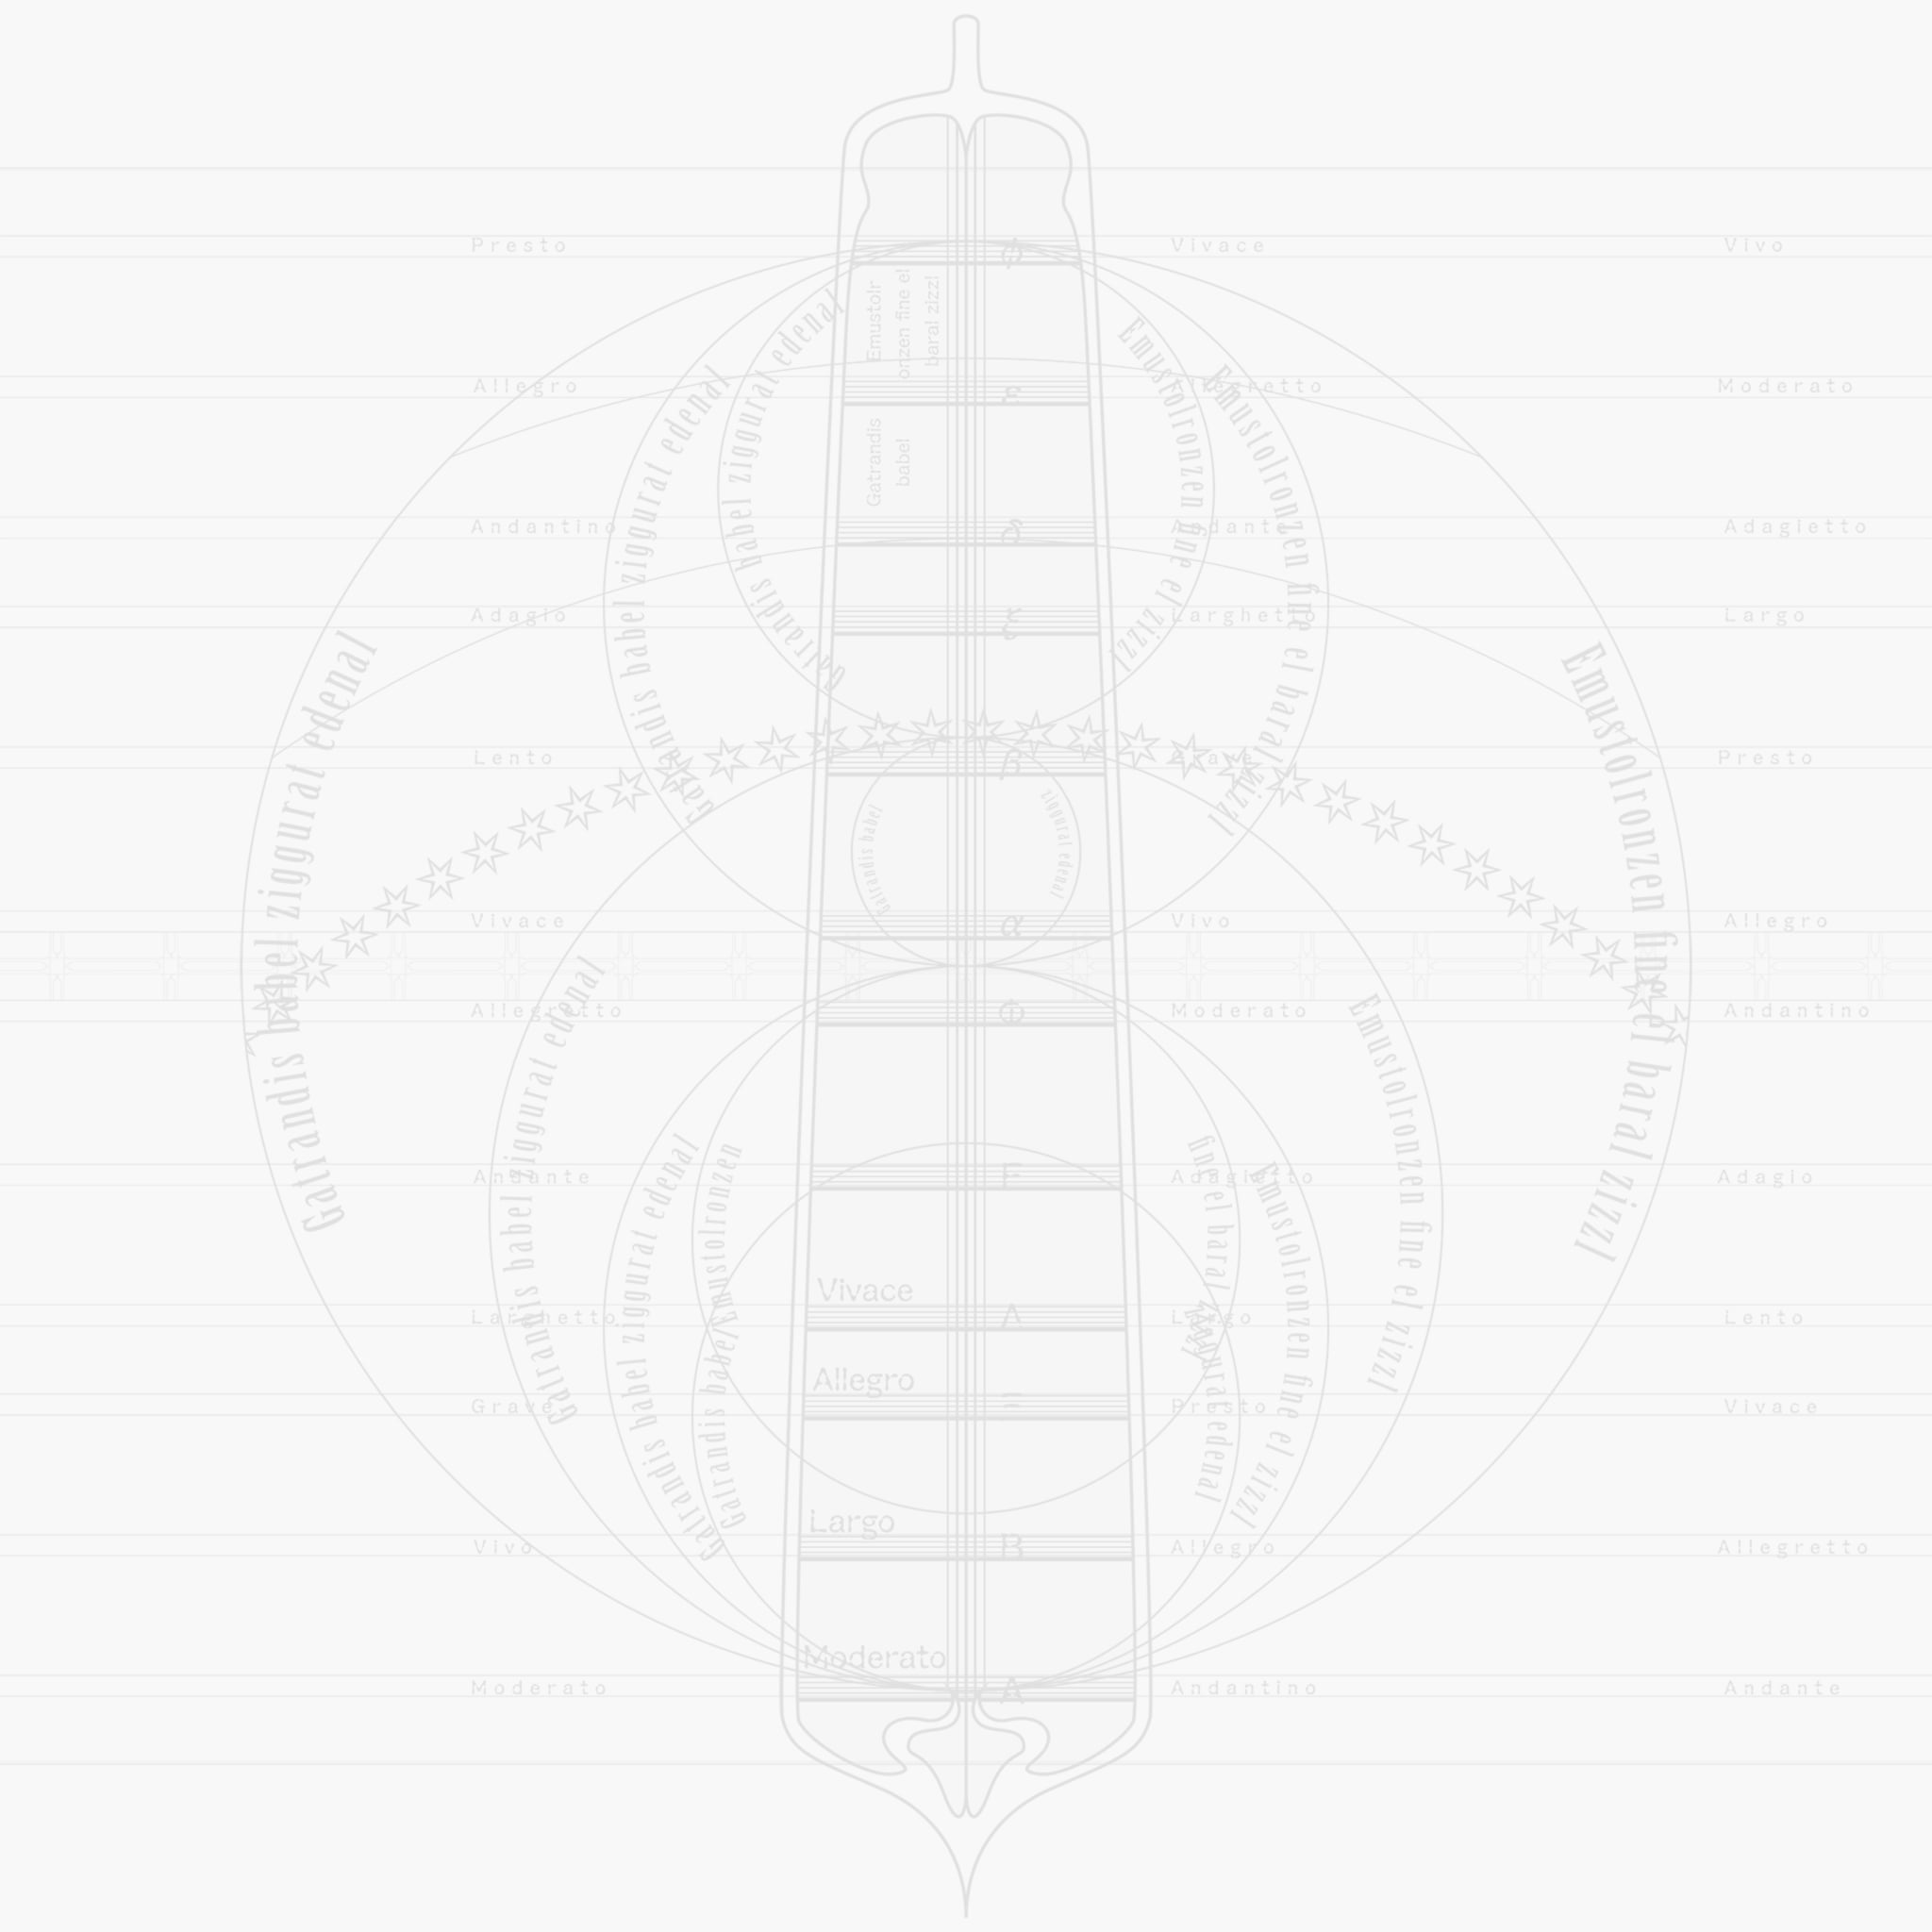 Presto Vivace Vivo
Emustolr
onzen fine el
baral zizzl
Allegro Allegretto Moderato
Gatrandis
babel
Andantino Andante Adagietto
Adagio Larghetto Largo
Gatrandis babel ziggurat edenal
Emustolronzen fine el zizzl
Gatrandis babel ziggurat edenal
Emustolronzen fine el baral zizzl
Lento Grave Presto
Gatrandis babel ziggurat edenal
Emustolronzen fine el baral zizzl
Gatrandis babel
ziggurat edenal
φ
ε
δ
β
α
Vivace Vivo Allegro
Allegretto Moderato Andantino
Gatrandis babel ziggurat edenal
Emustolronzen fine el zizzl
Andante Adagietto Adagio
F
Gatrandis babel ziggurat edenal
Emustolronzen fine el zizzl
Emustolronzen
fine el baral zizzl
Vivace
A
Larghetto Largo Lento
Allegro
Gatrandis babel
ziggurat edenal
Grave Presto Vivace
Largo
B
Vivo Allegro Allegretto
Moderato
A
Moderato Andantino Andante